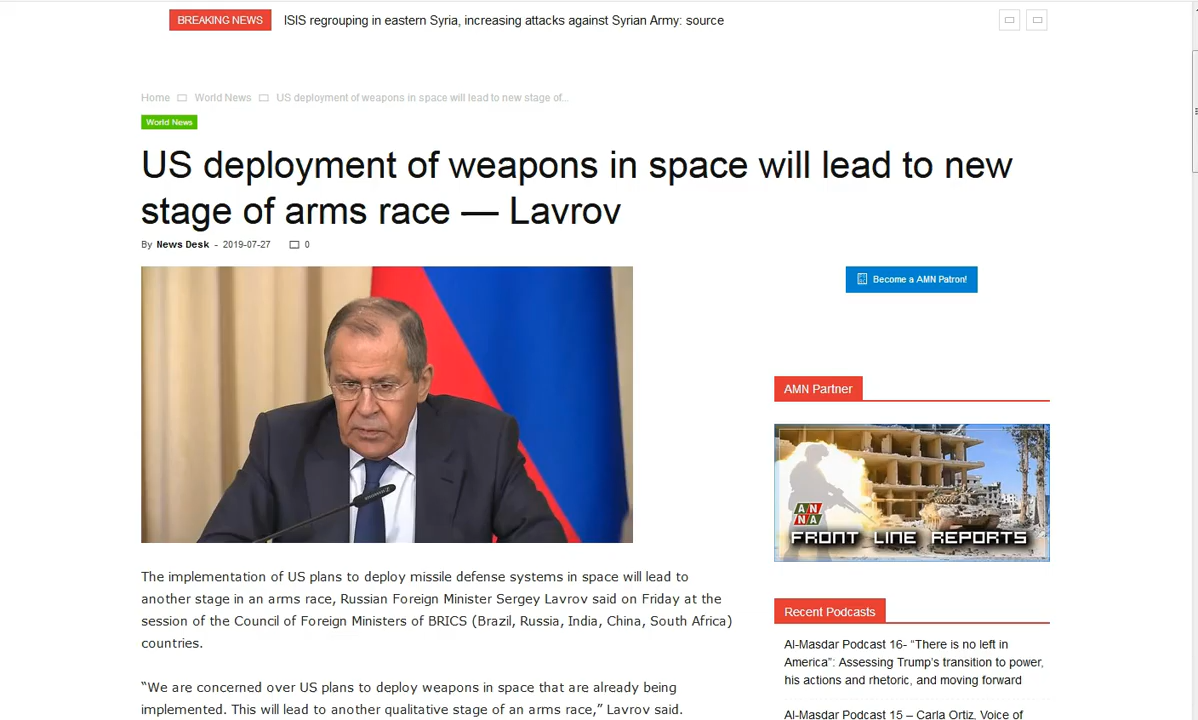 BREAKING NEWS
ISIS regrouping in eastern Syria, increasing attacks against Syrian Army: source
Home World News US deployment of weapons in space will lead to new stage of...
World News
US deployment of weapons in space will lead to new
stage of arms race — Lavrov
By News Desk - 2019-07-27 0
Become a AMN Patron!
The implementation of US plans to deploy missile defense systems in space will lead to
another stage in an arms race, Russian Foreign Minister Sergey Lavrov said on Friday at the
session of the Council of Foreign Ministers of BRICS (Brazil, Russia, India, China, South Africa)
countries.
“We are concerned over US plans to deploy weapons in space that are already being
implemented. This will lead to another qualitative stage of an arms race,” Lavrov said.
AMN Partner
AN
NA
FRONT LINE REPORTS
Recent Podcasts
Al-Masdar Podcast 16- “There is no left in
America”: Assessing Trump’s transition to power,
his actions and rhetoric, and moving forward
Al-Masdar Podcast 15 – Carla Ortiz, Voice of